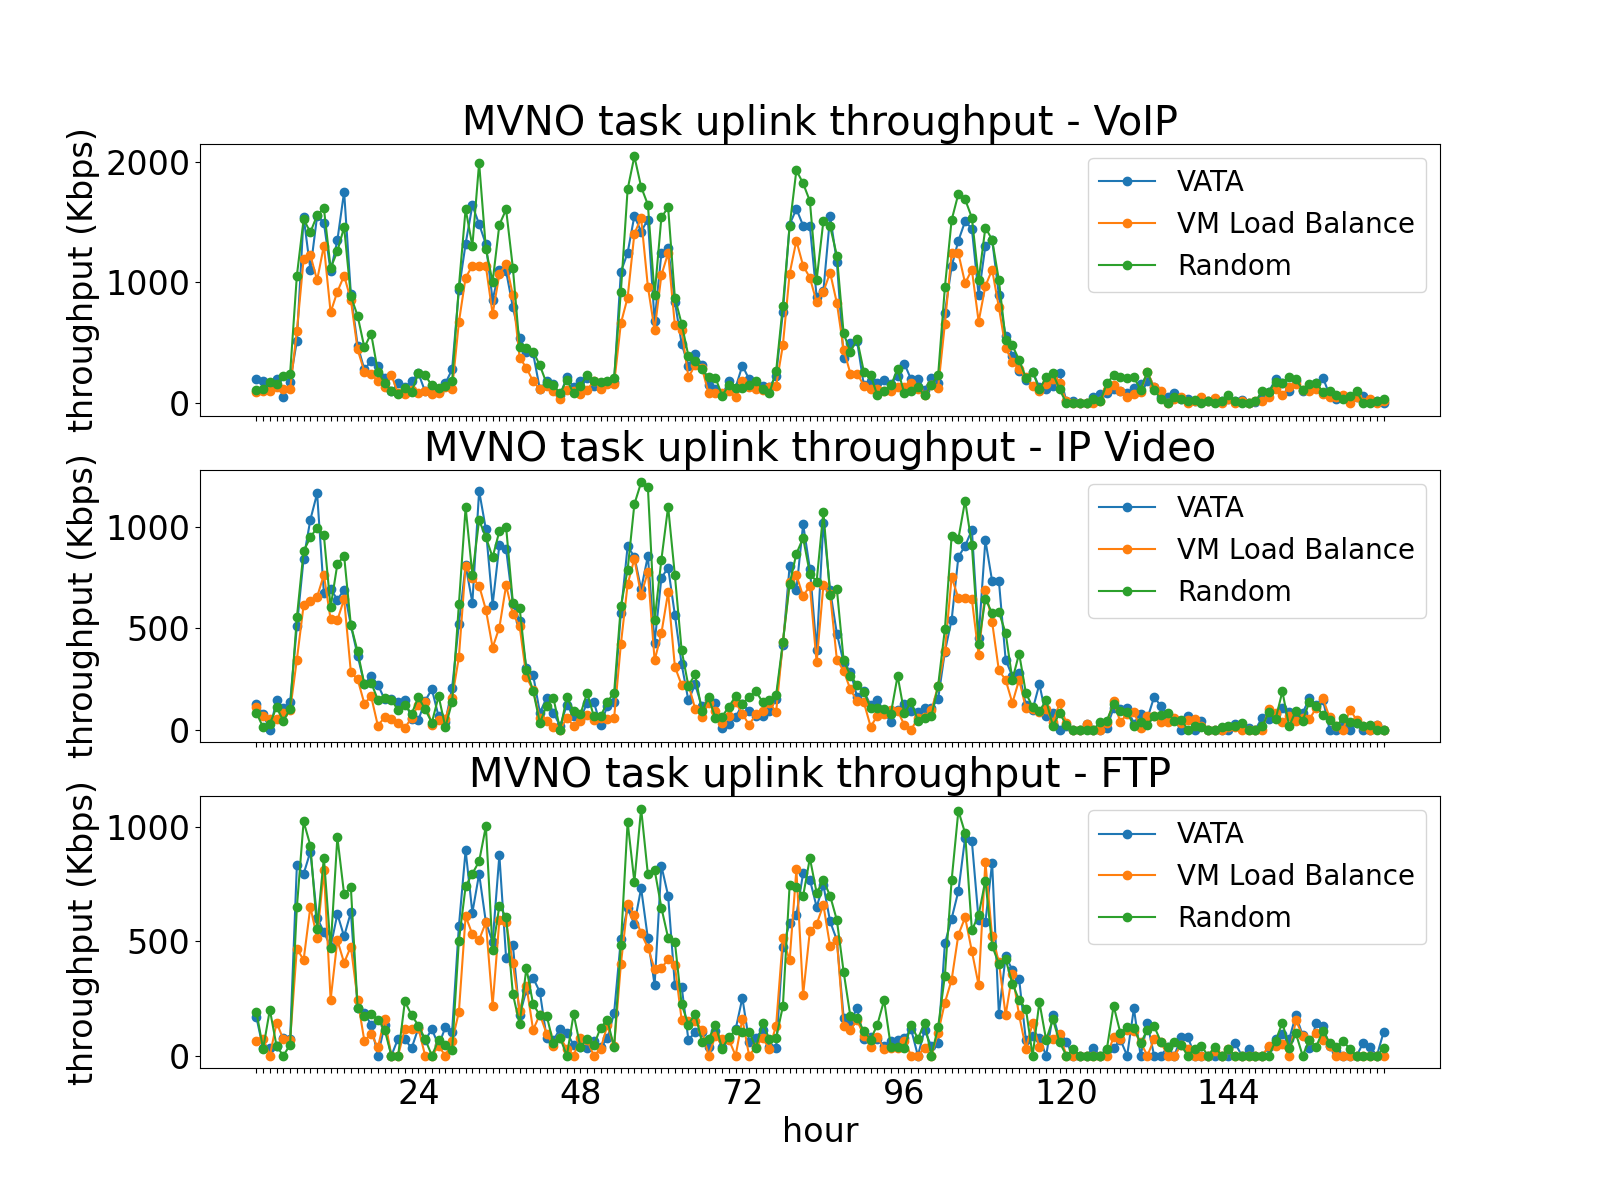 MVNO task uplink throughput - VoIP
throughput (Kbps)
2000
1000
0
VATA
VM Load Balance
Random
MVNO task uplink throughput - IP Video
throughput (Kbps)
1000
500
0
VATA
VM Load Balance
Random
MVNO task uplink throughput - FTP
throughput (Kbps)
1000
500
0
VATA
VM Load Balance
Random
24 48 72 96 120 144
hour